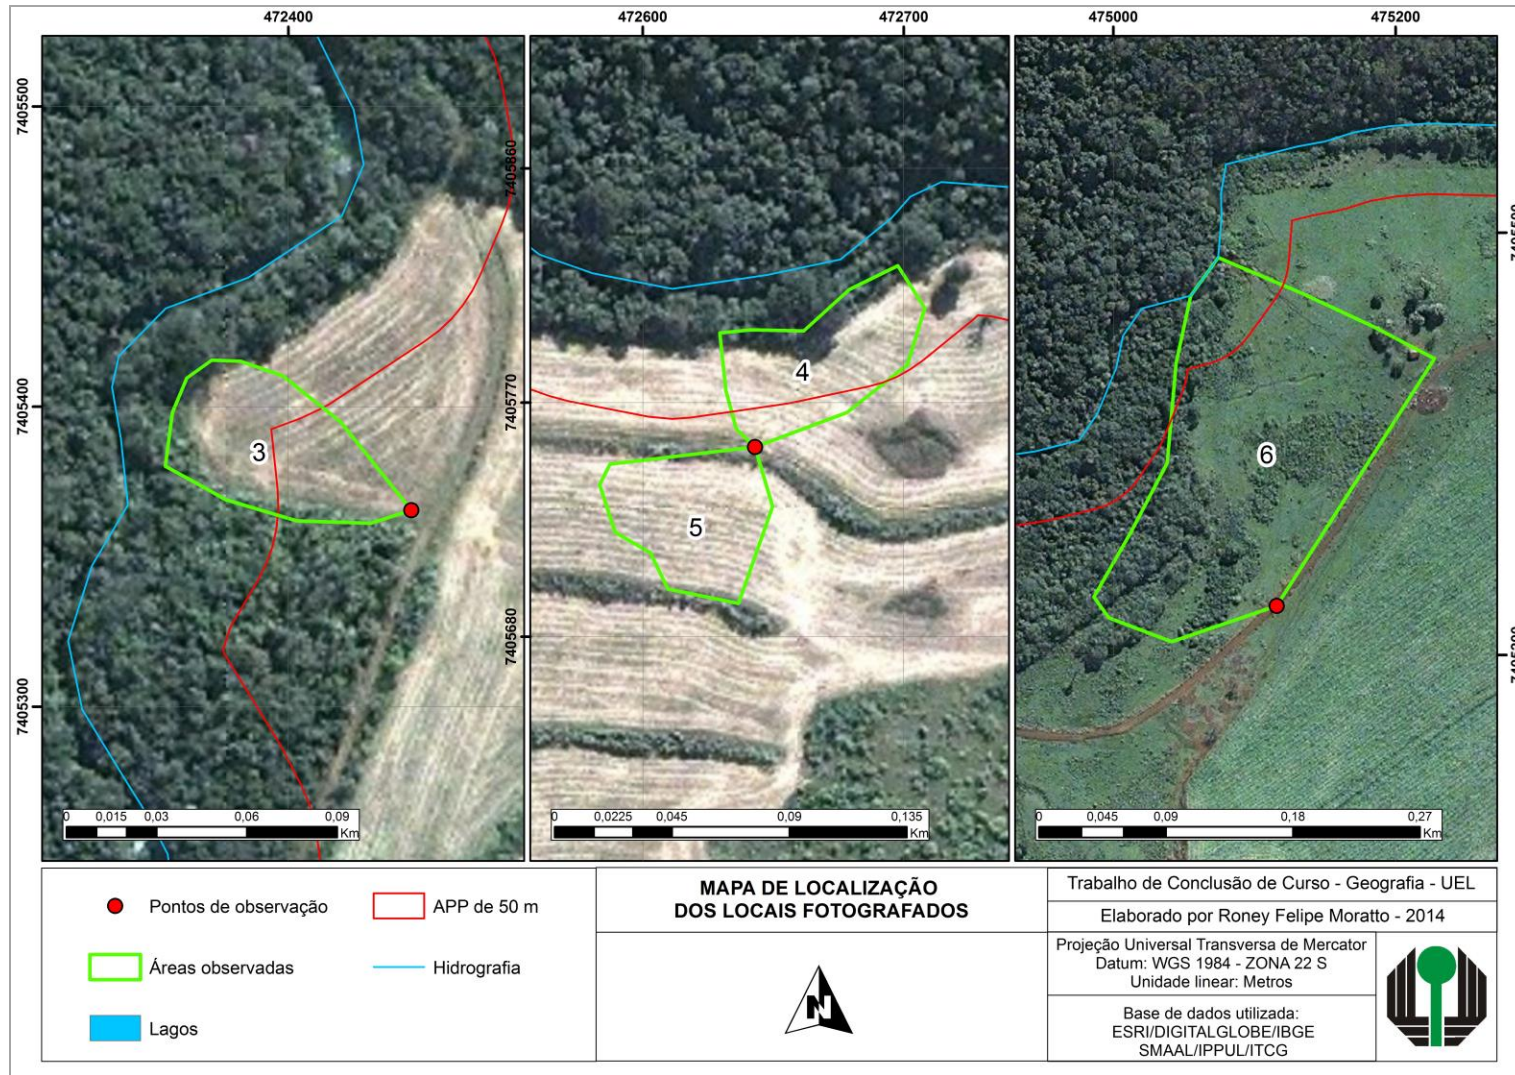 472400
472600
472700
475000
475200
7405500
7405400
7405300
7405860
7405770
7405680
3
4
5
6
0 0,015 0,03 0,06 0,09
Km
0 0,0225 0,045 0,09 0,135
Km
0 0,045 0,09 0,18 0,27
Km
Pontos de observação
APP de 50 m
Áreas observadas
Hidrografia
Lagos
MAPA DE LOCALIZAÇÃO
DOS LOCAIS FOTOGRAFADOS
N
Trabalho de Conclusão de Curso - Geografia - UEL
Elaborado por Roney Felipe Moratto - 2014
Projeção Universal Transversa de Mercator
Datum: WGS 1984 - ZONA 22 S
Unidade linear: Metros
Base de dados utilizada:
ESRI/DIGITALGLOBE/IBGE
SMAAL/IPPUL/ITCG